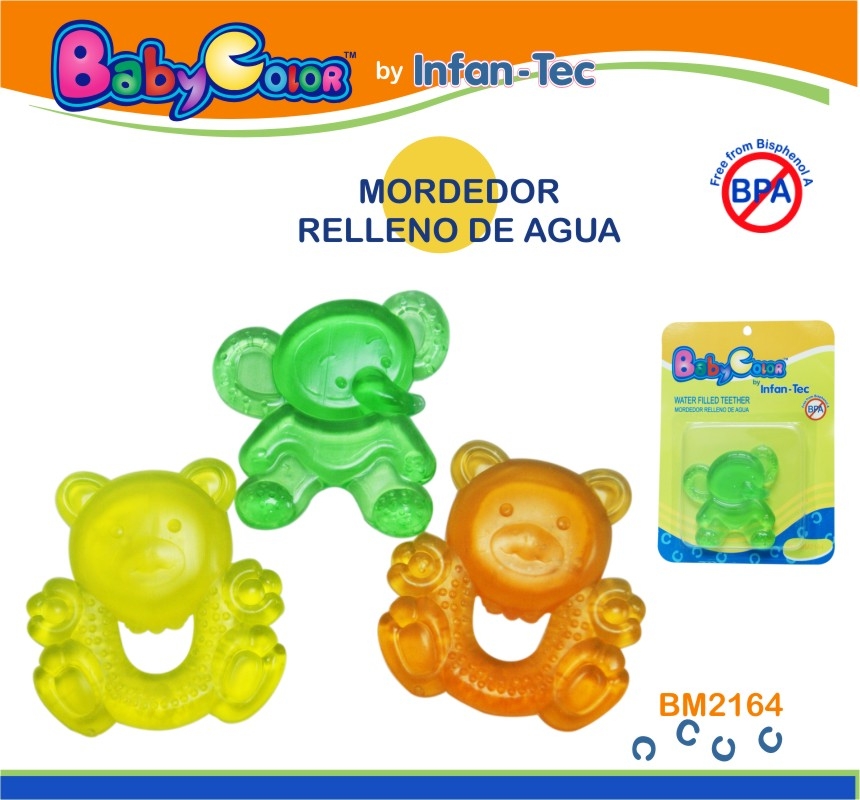 BabyColor™ by Infan-Tec
MORDEDOR
RELLENO DE AGUA
Free from Bisphenol A
BPA
BabyColor™
by Infan-Tec
WATER FILLED TEETHER
MORDEDOR RELLENO DE AGUA
BPA
BM2164